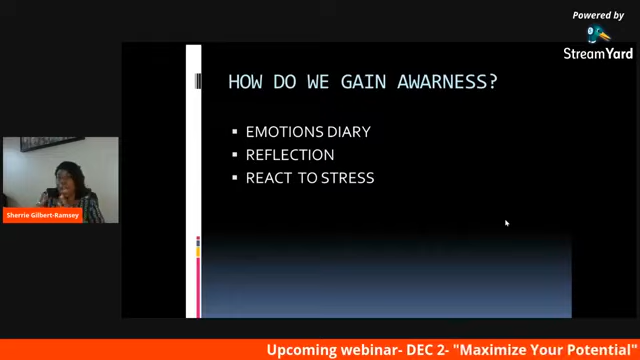 Powered by
StreamYard
HOW DO WE GAIN AWARNESS?
EMOTIONS DIARY
REFLECTION
REACT TO STRESS
Sherrie Gilbert-Ramsey
Upcoming webinar- DEC 2- "Maximize Your Potential"